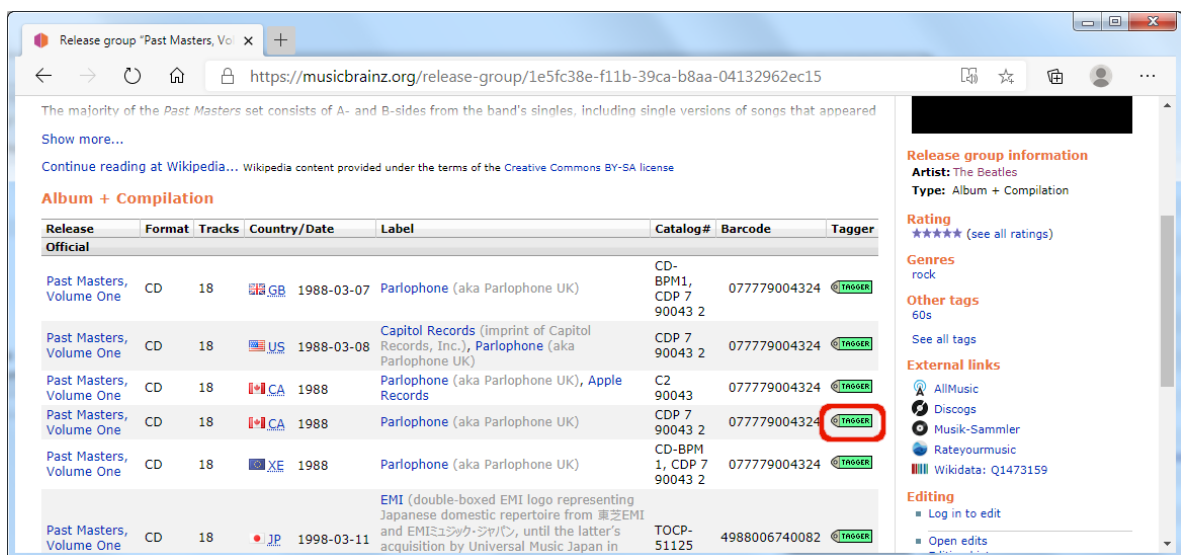 Release group "Past Masters, Vol
https://musicbrainz.org/release-group/1e5fc38e-f11b-39ca-b8aa-04132962ec15
The majority of the Past Masters set consists of A- and B-sides from the band's singles, including single versions of songs that appeared
Show more...
Continue reading at Wikipedia... Wikipedia content provided under the terms of the Creative Commons BY-SA license
Album + Compilation
Release Format Tracks Country/Date Label Catalog# Barcode Tagger
Official
Past Masters, Volume One CD 18 GB 1988-03-07 Parlophone (aka Parlophone UK) CD-BPM1, CDP 7 90043 2 077779004324 TAGGER
Past Masters, Volume One CD 18 US 1988-03-08 Capitol Records (imprint of Capitol Records, Inc.), Parlophone (aka Parlophone UK) CDP 7 90043 2 077779004324 TAGGER
Past Masters, Volume One CD 18 CA 1988 Parlophone (aka Parlophone UK), Apple Records C2 90043 077779004324 TAGGER
Past Masters, Volume One CD 18 CA 1988 Parlophone (aka Parlophone UK) CDP 7 90043 2 077779004324 TAGGER
Past Masters, Volume One CD 18 XE 1988 Parlophone (aka Parlophone UK) CD-BPM 1, CDP 7 90043 2 077779004324 TAGGER
Past Masters, Volume One CD 18 JP 1998-03-11 EMI (double-boxed EMI logo representing Japanese domestic repertoire from 東芝EMI and EMIミュージック・ジャパン, until the latter's acquisition by Universal Music Japan in TOCP-51125 4988006740082 TAGGER
Release group information
Artist: The Beatles
Type: Album + Compilation
Rating
★★★★★ (see all ratings)
Genres
rock
Other tags
60s
See all tags
External links
AllMusic
Discogs
Musik-Sammler
Rateyourmusic
Wikidata: Q1473159
Editing
Log in to edit
Open edits